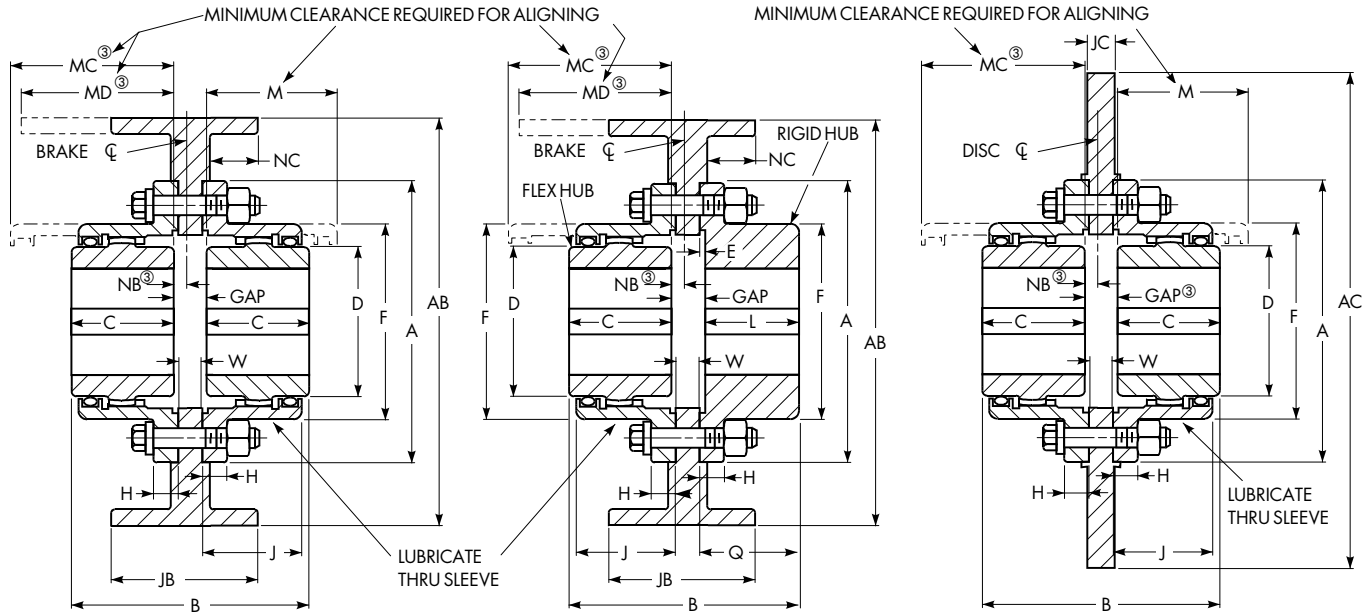 MINIMUM CLEARANCE REQUIRED FOR ALIGNING
MINIMUM CLEARANCE REQUIRED FOR ALIGNING
MC③
MD③
M
BRAKE ℄
NC
NB③
GAP
C
C
W
D
F
A
AB
H
H
J
JB
B
MC③
MD③
BRAKE ℄
NC
RIGID HUB
FLEX HUB
E
NB③
GAP
F
D
C
L
W
F
A
AB
H
H
J
Q
JB
B
LUBRICATE
THRU SLEEVE
JC
MC③
M
DISC ℄
NB③
GAP③
C
C
W
D
F
A
AC
H
H
J
LUBRICATE
THRU SLEEVE
B